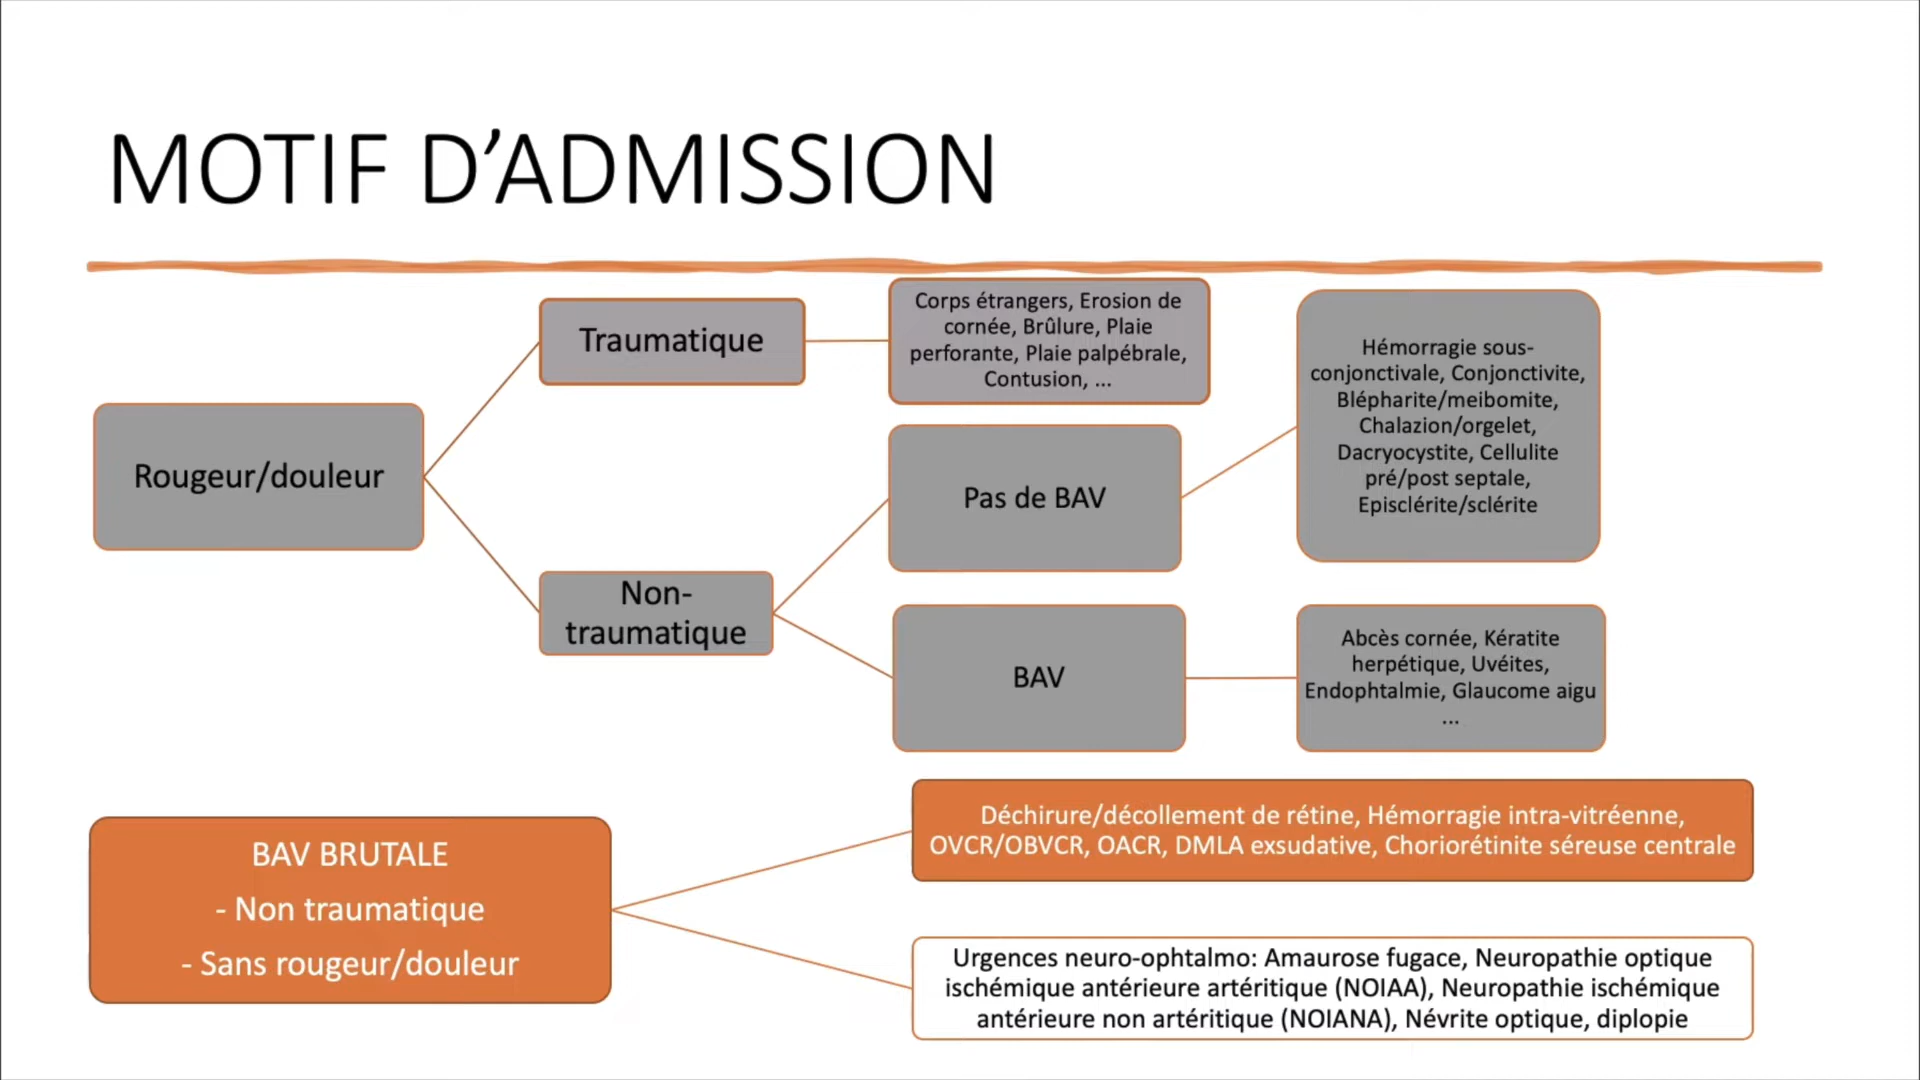 MOTIF D’ADMISSION
Rougeur/douleur
Traumatique
Corps étrangers, Erosion de
cornée, Brûlure, Plaie
perforante, Plaie palpébrale,
Contusion, ...
Non-
traumatique
Pas de BAV
Hémorragie sous-
conjonctivale, Conjonctivite,
Blépharite/meibomite,
Chalazion/orgelet,
Dacryocystite, Cellulite
pré/post septale,
Episclérite/sclérite
BAV
Abcès cornée, Kératite
herpétique, Uvéites,
Endophtalmie, Glaucome aigu
...
BAV BRUTALE
- Non traumatique
- Sans rougeur/douleur
Déchirure/décollement de rétine, Hémorragie intra-vitréenne,
OVCR/OBVCR, OACR, DMLA exsudative, Choriorétinite séreuse centrale
Urgences neuro-ophtalmo: Amaurose fugace, Neuropathie optique
ischémique antérieure artéritique (NOIAA), Neuropathie ischémique
antérieure non artéritique (NOIANA), Névrite optique, diplopie